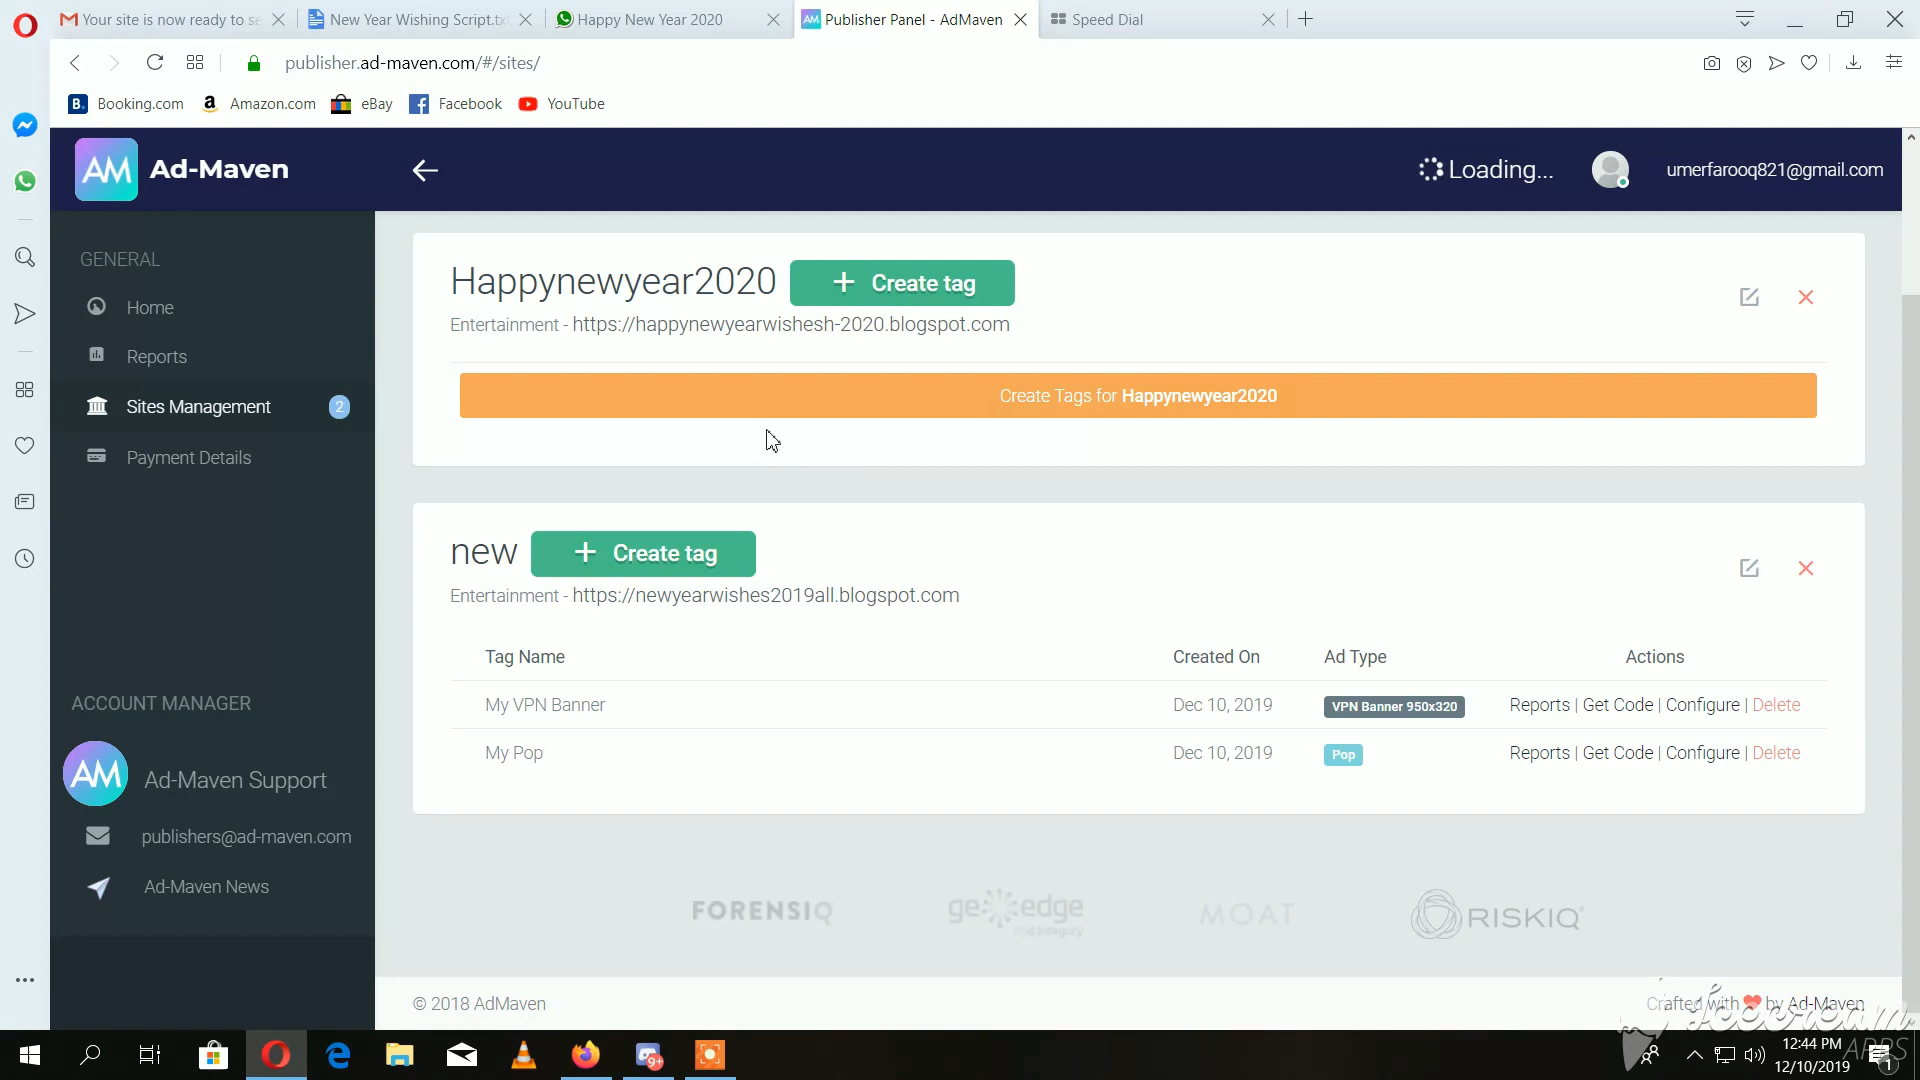 Your site is now ready to se
New Year Wishing Script.tx
Happy New Year 2020
AM
Publisher Panel - AdMaven
Speed Dial
publisher.ad-maven.com/#/sites/
B.
Booking.com
Amazon.com
eBay
Facebook
YouTube
AM
Ad-Maven
Loading...
umerfarooq821@gmail.com
GENERAL
Home
Reports
Sites Management
2
Payment Details
ACCOUNT MANAGER
AM
Ad-Maven Support
publishers@ad-maven.com
Ad-Maven News
Happynewyear2020
+ Create tag
Entertainment - https://happynewyearwishesh-2020.blogspot.com
Create Tags for Happynewyear2020
new
+ Create tag
Entertainment - https://newyearwishes2019all.blogspot.com
Tag Name Created On Ad Type Actions
My VPN Banner Dec 10, 2019 VPN Banner 950x320 Reports | Get Code | Configure | Delete
My Pop Dec 10, 2019 Pop Reports | Get Code | Configure | Delete
FORENSIQ
geoedge
MOAT
RISKIQ
© 2018 AdMaven
Crafted with ❤ by Ad-Maven
Icecream
APPS
9+
12:44 PM
12/10/2019
1